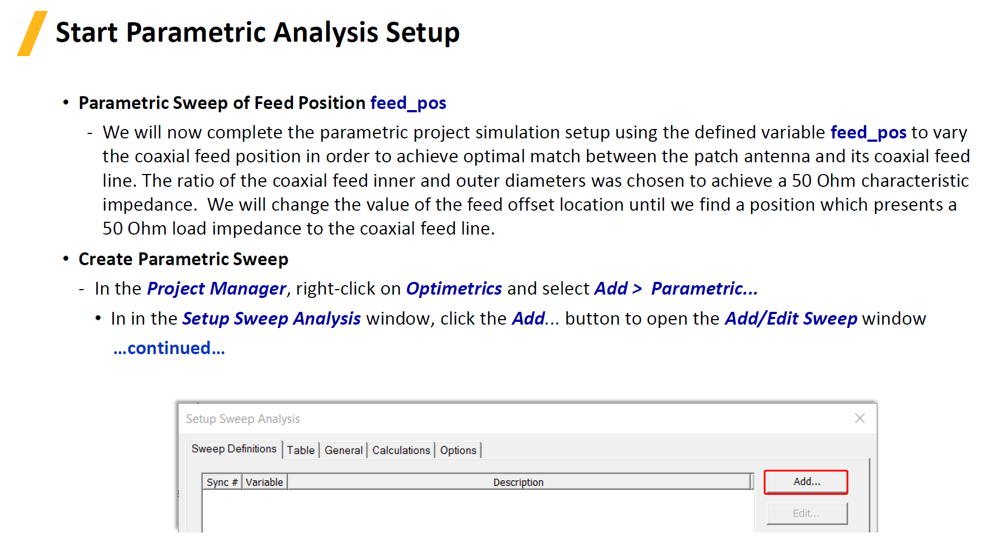 Start Parametric Analysis Setup
• Parametric Sweep of Feed Position feed_pos
- We will now complete the parametric project simulation setup using the defined variable feed_pos to vary
the coaxial feed position in order to achieve optimal match between the patch antenna and its coaxial feed
line. The ratio of the coaxial feed inner and outer diameters was chosen to achieve a 50 Ohm characteristic
impedance.  We will change the value of the feed offset location until we find a position which presents a
50 Ohm load impedance to the coaxial feed line.
• Create Parametric Sweep
- In the Project Manager, right-click on Optimetrics and select Add >  Parametric...
• In in the Setup Sweep Analysis window, click the Add... button to open the Add/Edit Sweep window
...continued...
Setup Sweep Analysis
Sweep Definitions Table General Calculations Options
Sync # Variable Description Add...
Edit...